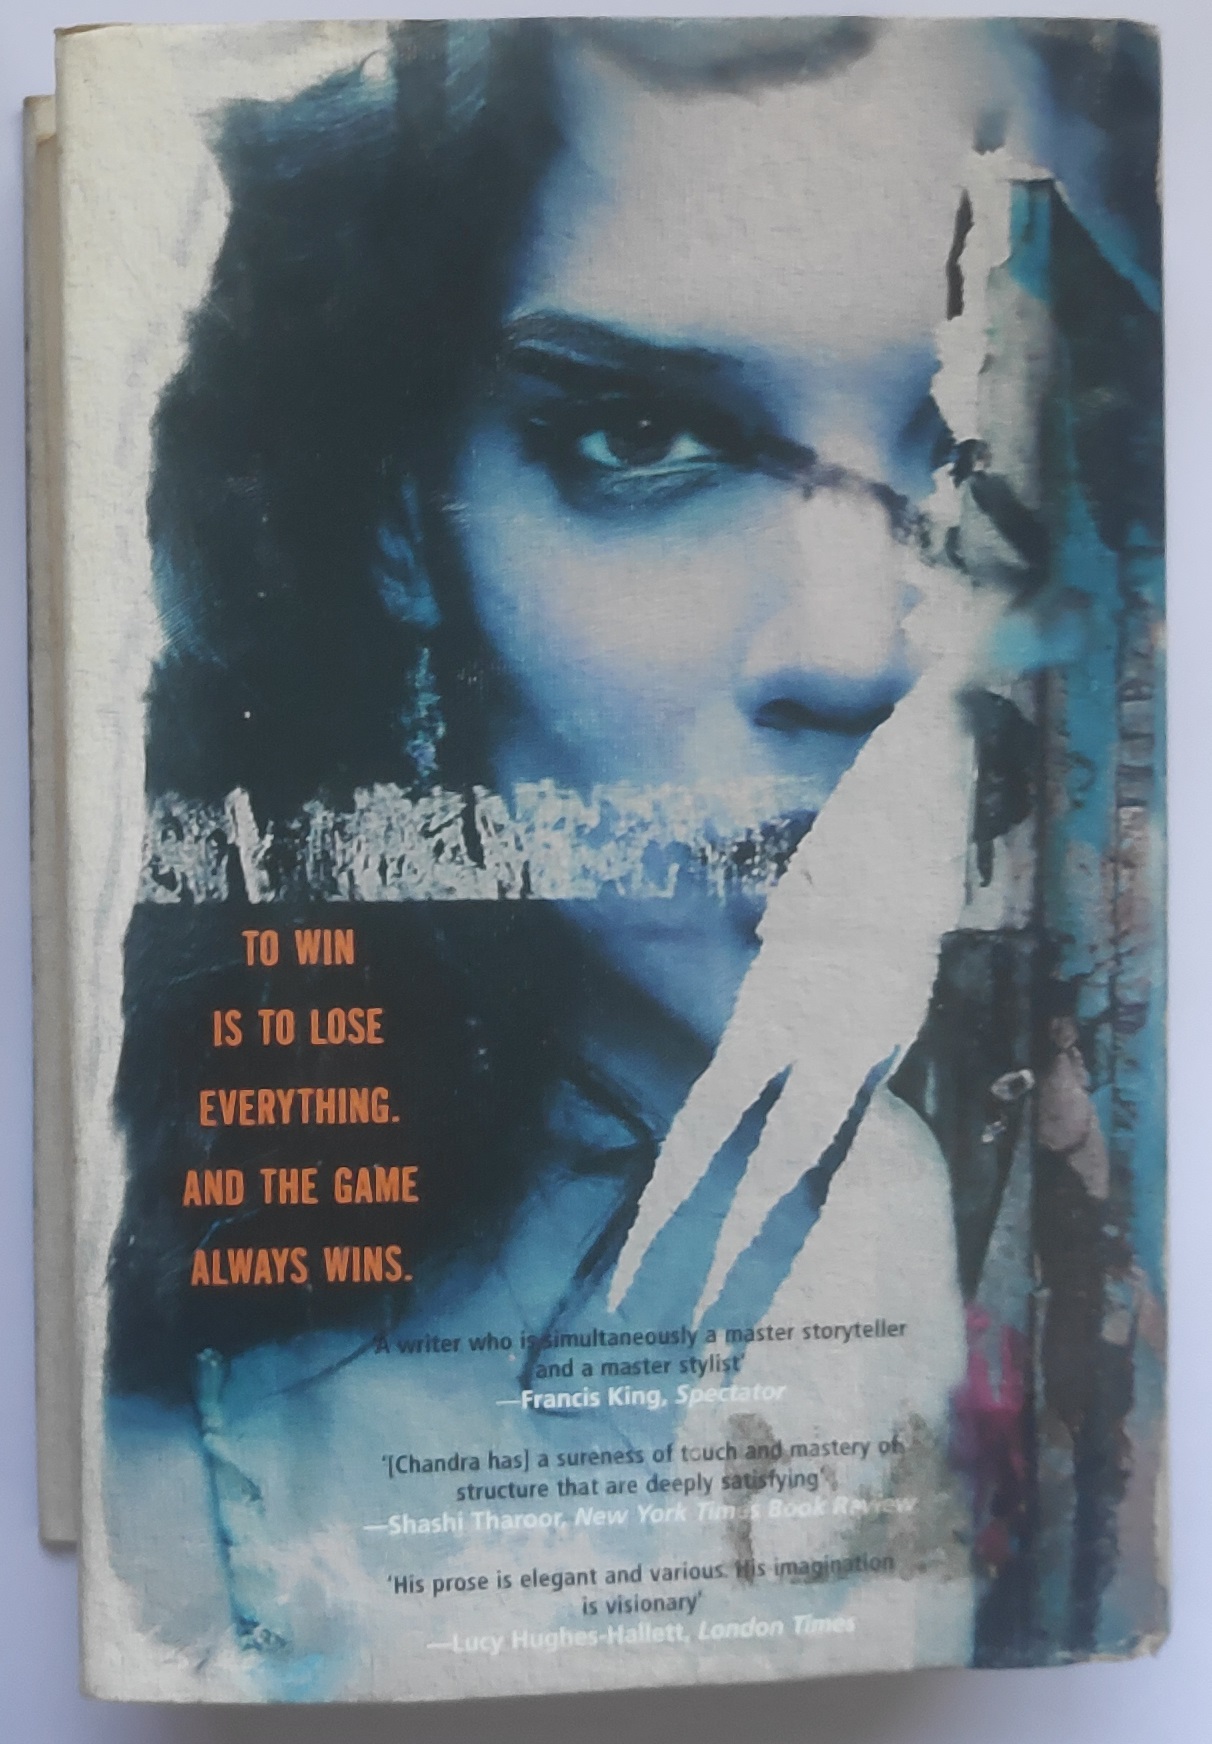 TO WIN
IS TO LOSE
EVERYTHING.
AND THE GAME
ALWAYS WINS.
'A writer who is simultaneously a master storyteller
and a master stylist'
—Francis King, Spectator
'[Chandra has] a sureness of touch and mastery of
structure that are deeply satisfying'
—Shashi Tharoor, New York Times Book Review
'His prose is elegant and various. His imagination
is visionary'
—Lucy Hughes-Hallett, London Times